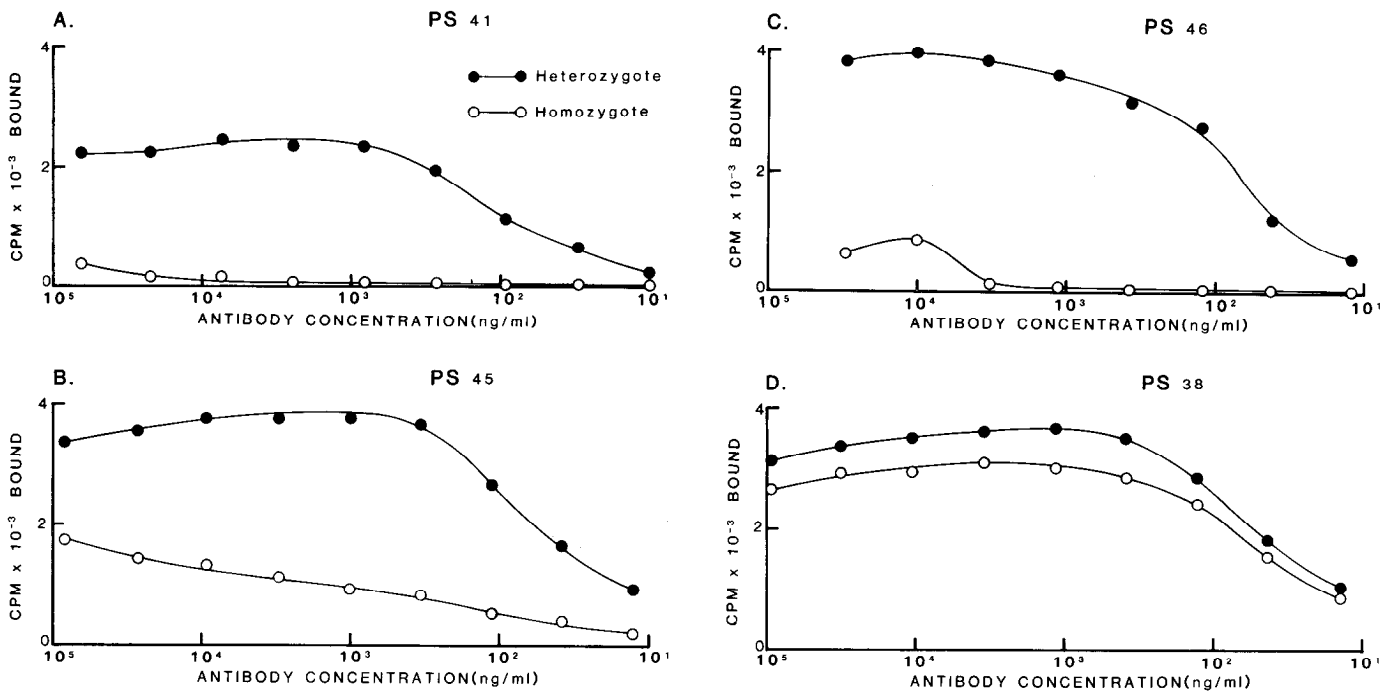 A.
PS 41
CPM x 10⁻³ BOUND
4
2
0
Heterozygote
Homozygote
10⁵ 10⁴ 10³ 10² 10¹
ANTIBODY CONCENTRATION(ng/ml)
B.
PS 45
CPM x 10⁻³ BOUND
4
2
0
10⁵ 10⁴ 10³ 10² 10¹
ANTIBODY CONCENTRATION(ng/ml)
C.
PS 46
CPM x 10⁻³ BOUND
4
2
0
10⁵ 10⁴ 10³ 10² 10¹
ANTIBODY CONCENTRATION(ng/ml)
D.
PS 38
CPM x 10⁻³ BOUND
4
2
0
10⁵ 10⁴ 10³ 10² 10¹
ANTIBODY CONCENTRATION(ng/ml)